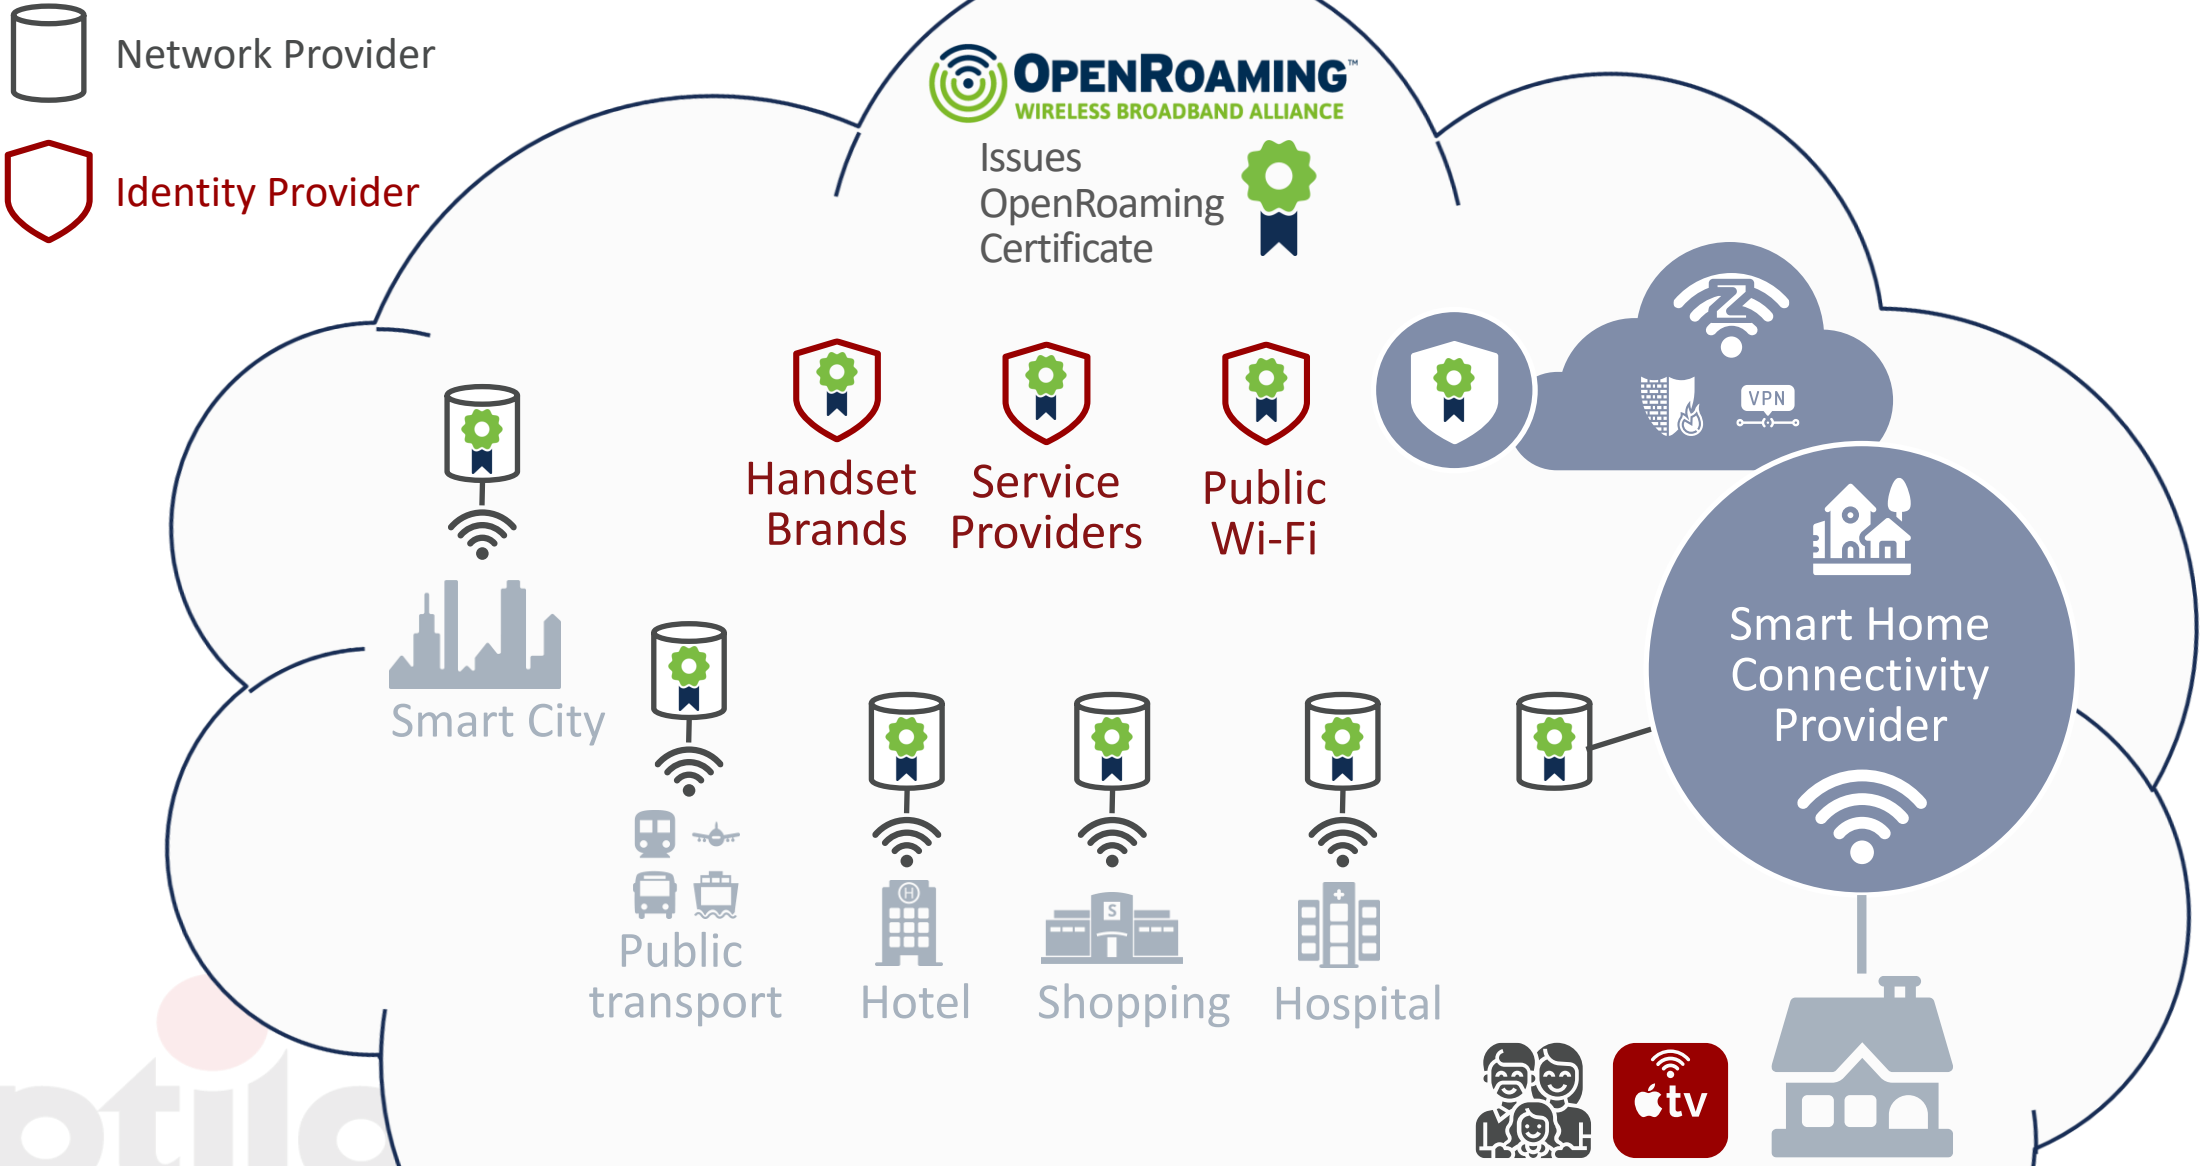 Network Provider
Identity Provider
OPENROAMING™
WIRELESS BROADBAND ALLIANCE
Issues
OpenRoaming
Certificate
VPN
Handset
Brands
Service
Providers
Public
Wi-Fi
Smart Home
Connectivity
Provider
Smart City
H
S
Public
transport
Hotel
Shopping
Hospital
tv